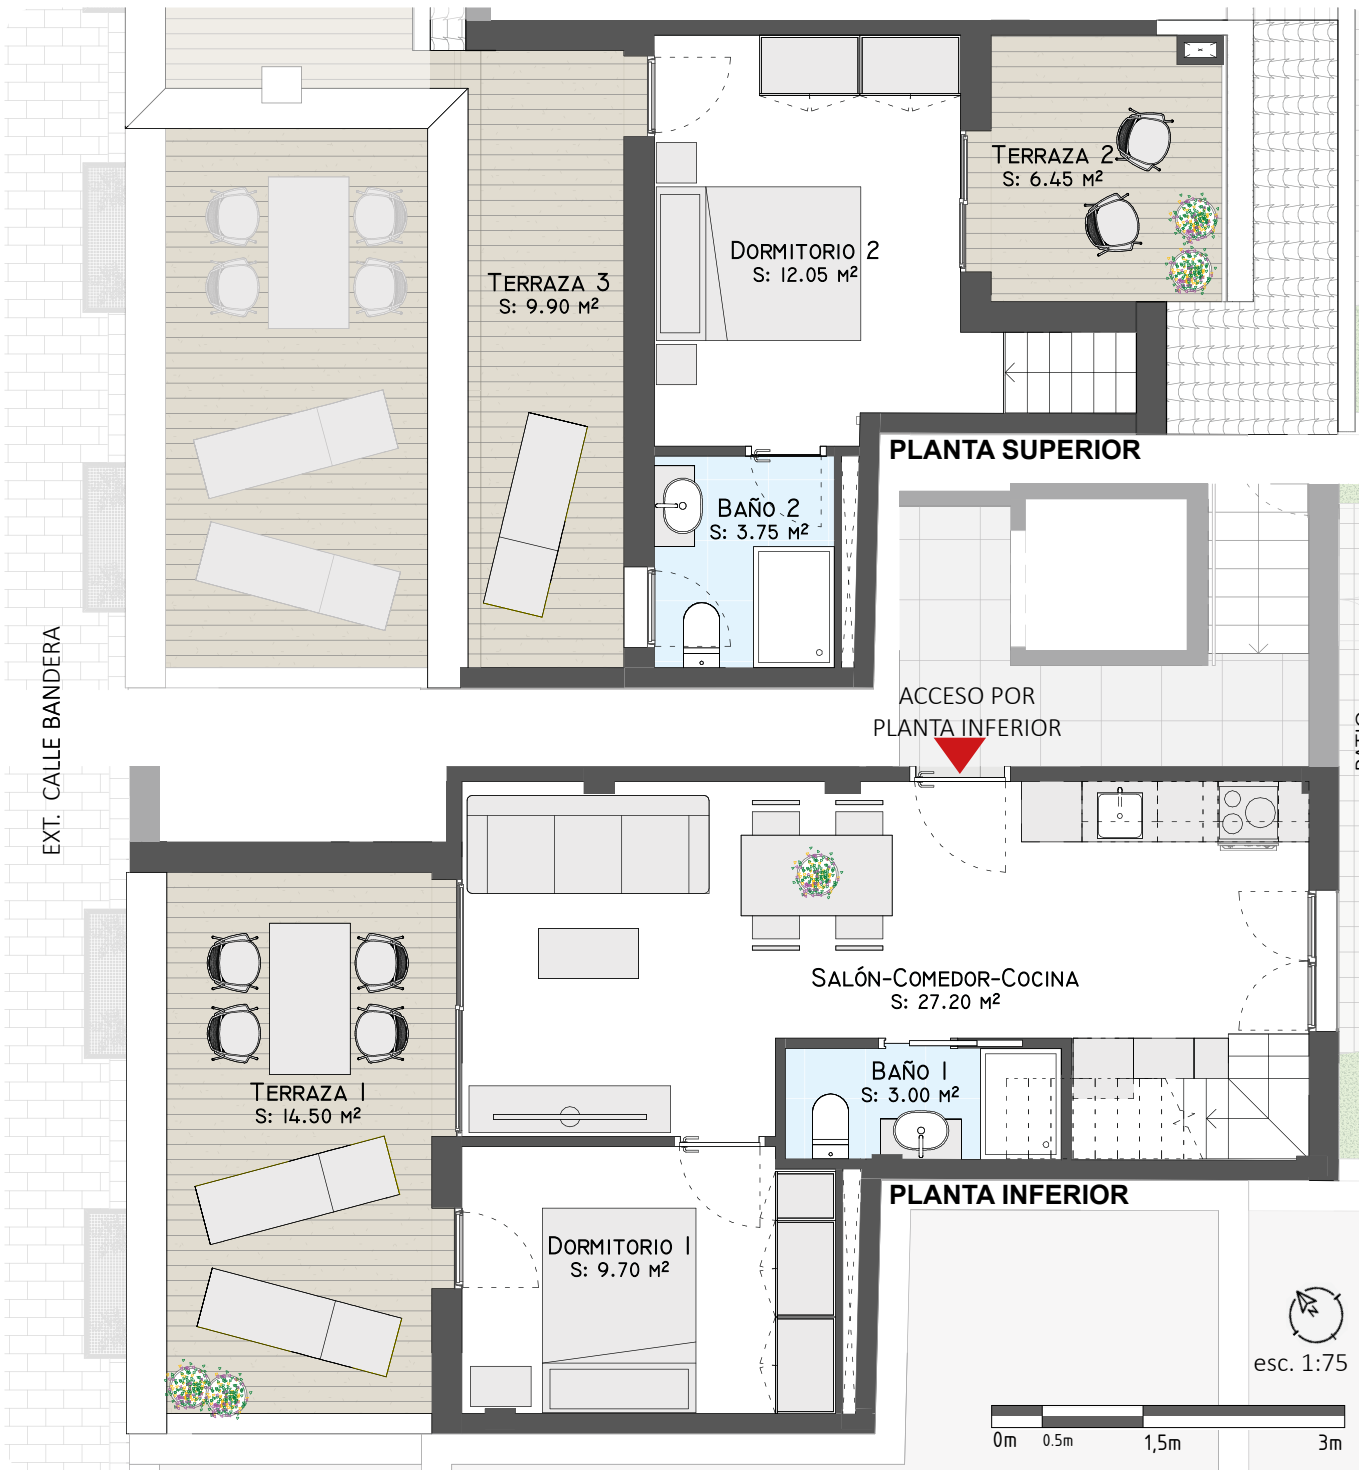 TERRAZA 2
S: 6.45 M²
DORMITORIO 2
S: 12.05 M²
TERRAZA 3
S: 9.90 M²
PLANTA SUPERIOR
BAÑO 2
S: 3.75 M²
EXT. CALLE BANDERA
ACCESO POR
PLANTA INFERIOR
PATIO
SALÓN-COMEDOR-COCINA
S: 27.20 M²
BAÑO 1
S: 3.00 M²
TERRAZA 1
S: 14.50 M²
PLANTA INFERIOR
DORMITORIO 1
S: 9.70 M²
esc. 1:75
0m 0.5m 1,5m 3m